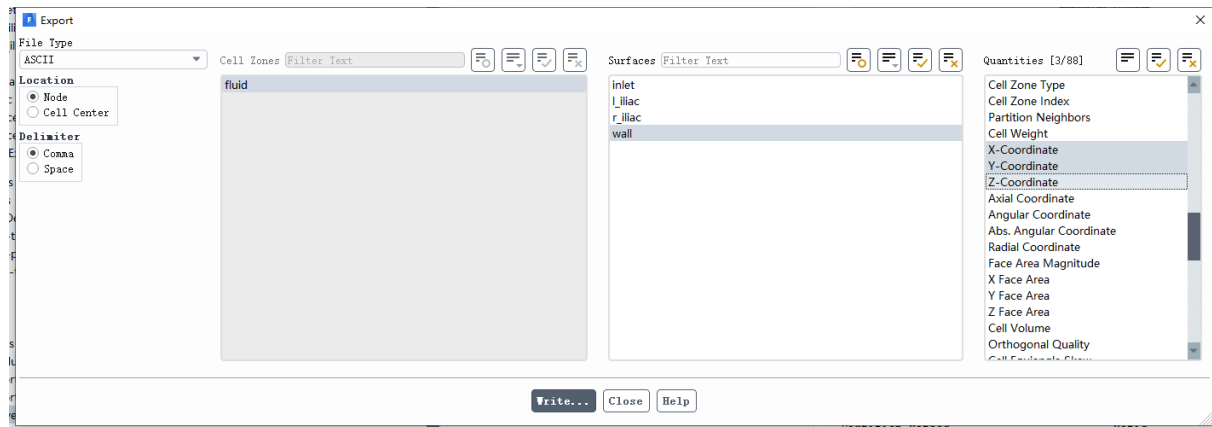 Export
File Type
ASCII
Location
Node
Cell Center
Delimiter
Comma
Space
Cell Zones Filter Text
fluid
Surfaces Filter Text
inlet
l_iliac
r_iliac
wall
Quantities [3/88]
Cell Zone Type
Cell Zone Index
Partition Neighbors
Cell Weight
X-Coordinate
Y-Coordinate
Z-Coordinate
Axial Coordinate
Angular Coordinate
Abs. Angular Coordinate
Radial Coordinate
Face Area Magnitude
X Face Area
Y Face Area
Z Face Area
Cell Volume
Orthogonal Quality
Write... Close Help